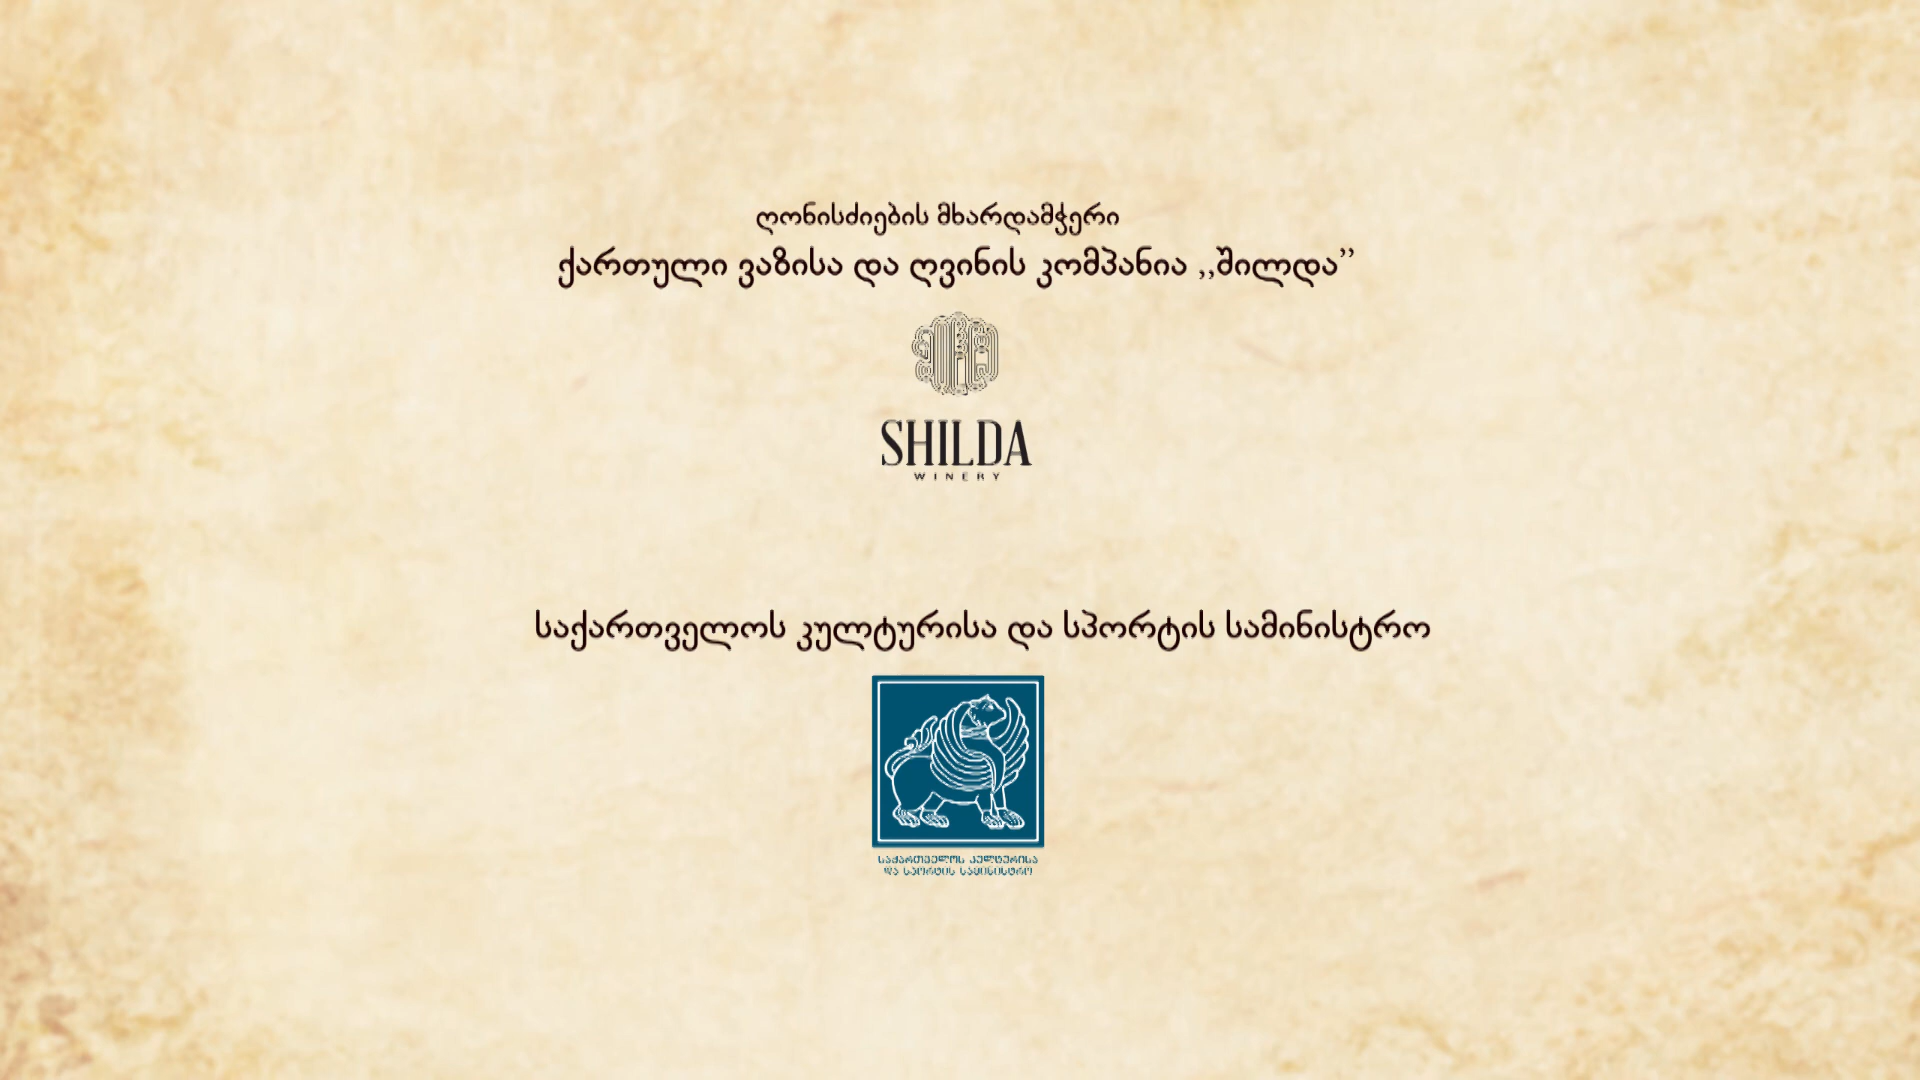 ღონისძიების მხარდამჭერი
ქართული ვაზისა და ღვინის კომპანია ,,შილდა’’
SHILDA
WINERY
საქართველოს კულტურისა და სპორტის სამინისტრო
საქართველოს კულტურისა
და სპორტის სამინისტრო